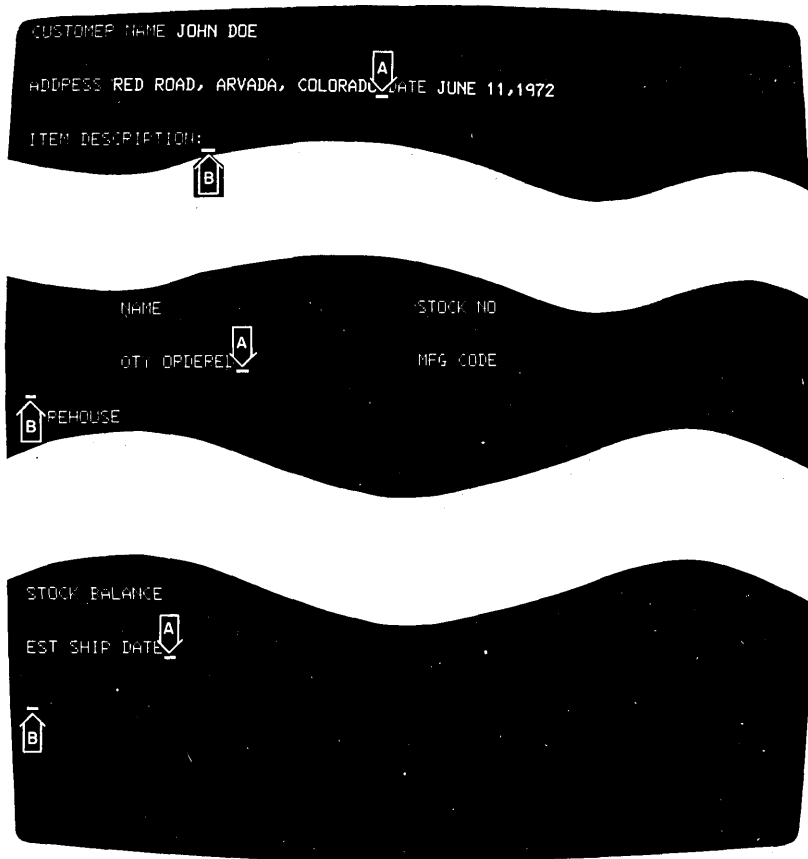 CUSTOMER NAME JOHN DOE
A
ADDRESS RED ROAD, ARVADA, COLORADO DATE JUNE 11,1972
ITEM DESCRIPTION:
B
NAME STOCK NO
A
QTY ORDERED MFG CODE
B REHOUSE
STOCK BALANCE
A
EST SHIP DATE
B